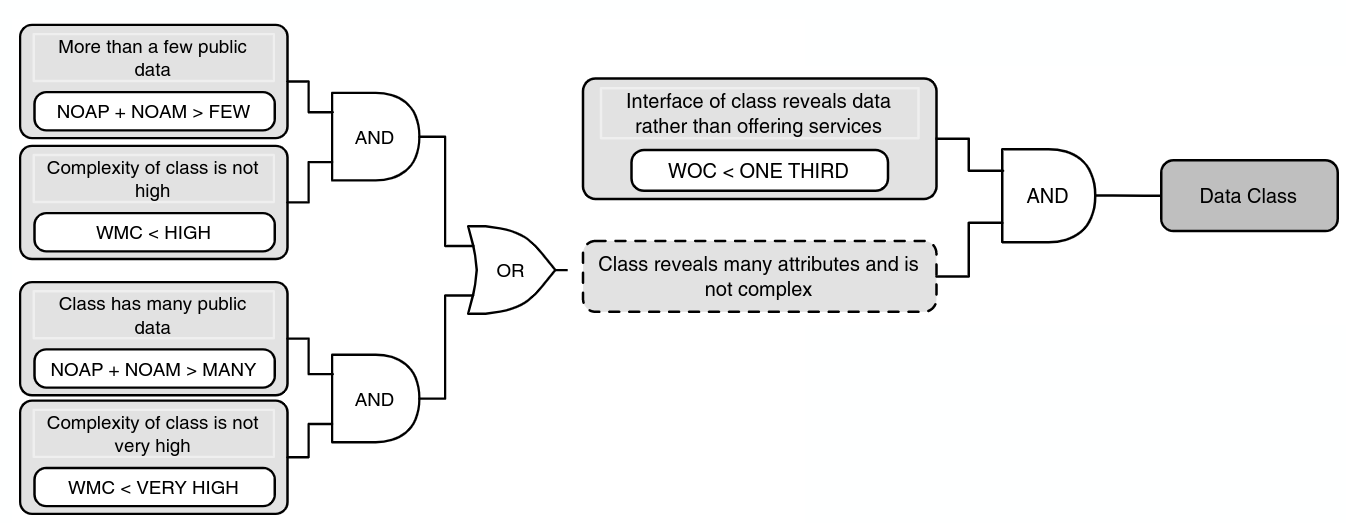 More than a few public
data
NOAP + NOAM > FEW
Complexity of class is not
high
WMC < HIGH
AND
Class has many public
data
NOAP + NOAM > MANY
Complexity of class is not
very high
WMC < VERY HIGH
AND
OR
Interface of class reveals data
rather than offering services
WOC < ONE THIRD
Class reveals many attributes and is
not complex
AND
Data Class